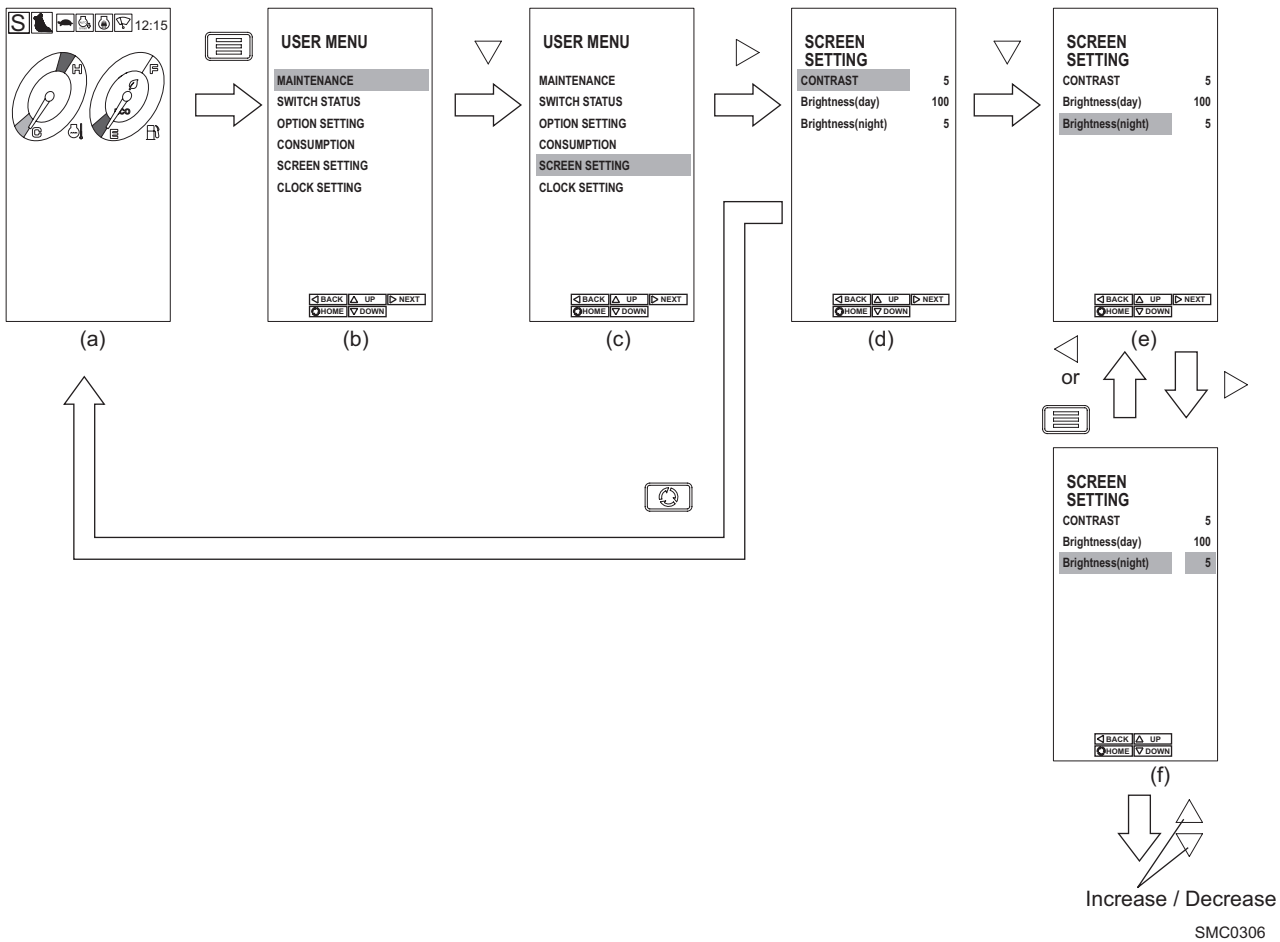 S 12:15
H F
ECO
C E
(a)
USER MENU
MAINTENANCE
SWITCH STATUS
OPTION SETTING
CONSUMPTION
SCREEN SETTING
CLOCK SETTING
BACK UP NEXT
HOME DOWN
(b)
USER MENU
MAINTENANCE
SWITCH STATUS
OPTION SETTING
CONSUMPTION
SCREEN SETTING
CLOCK SETTING
BACK UP NEXT
HOME DOWN
(c)
SCREEN
SETTING
CONTRAST 5
Brightness(day) 100
Brightness(night) 5
BACK UP NEXT
HOME DOWN
(d)
SCREEN
SETTING
CONTRAST 5
Brightness(day) 100
Brightness(night) 5
BACK UP NEXT
HOME DOWN
(e)
or
SCREEN
SETTING
CONTRAST 5
Brightness(day) 100
Brightness(night) 5
BACK UP
HOME DOWN
(f)
Increase / Decrease
SMC0306